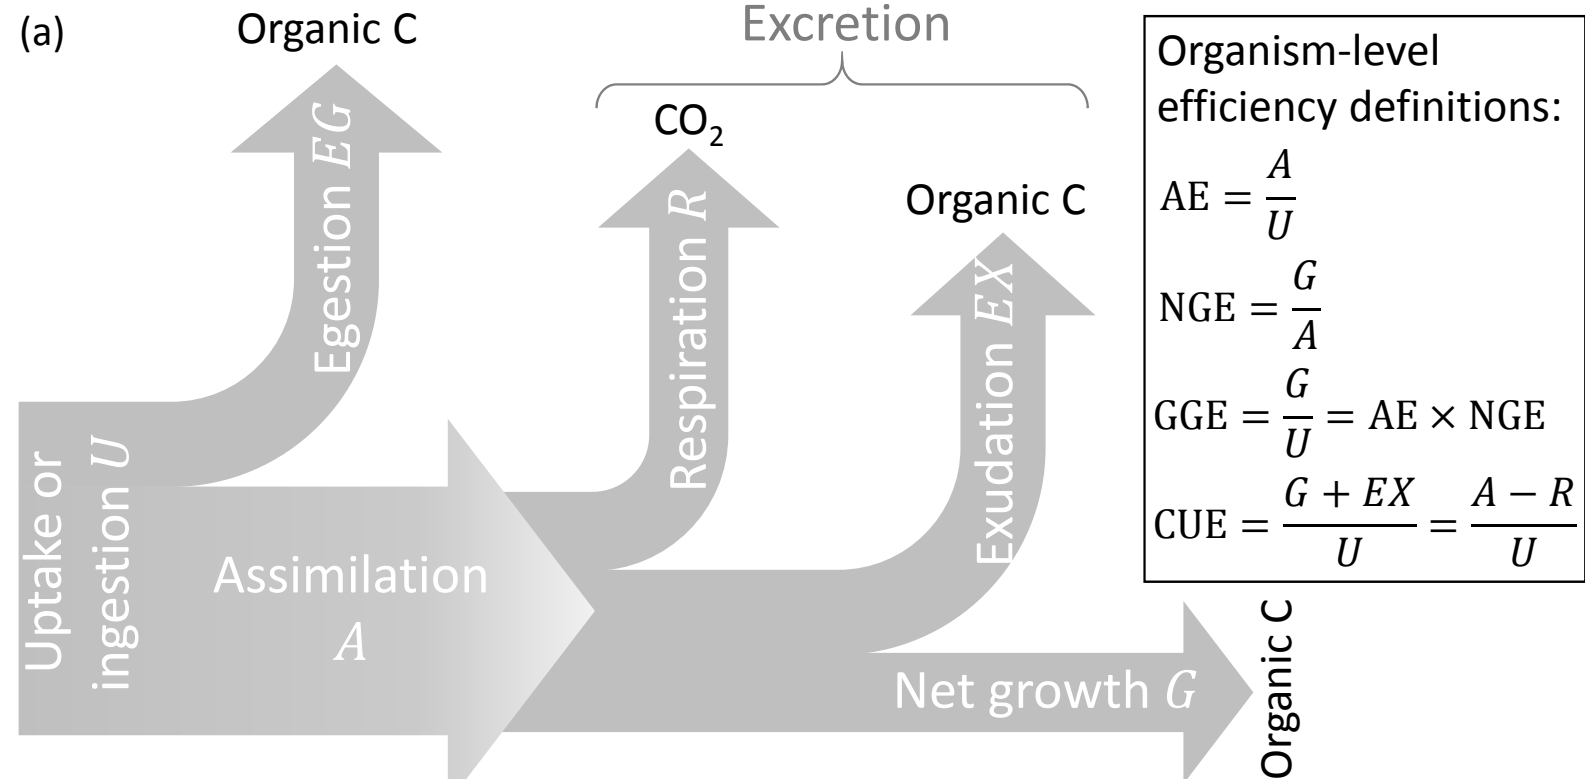 (a)
Organic C
Excretion
CO₂
Organic C
Egestion EG
Respiration R
Exudation EX
Uptake or
ingestion U
Assimilation
A
Net growth G
Organic C
Organism-level
efficiency definitions:
AE = A/U
NGE = G/A
GGE = G/U = AE × NGE
CUE = (G + EX)/U = (A − R)/U